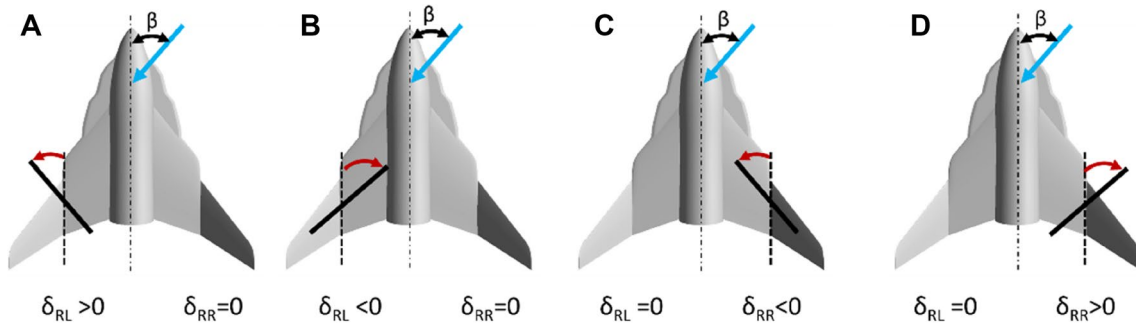 A B C D
β β β β
δRL >0 δRR=0 δRL <0 δRR=0 δRL =0 δRR<0 δRL =0 δRR>0